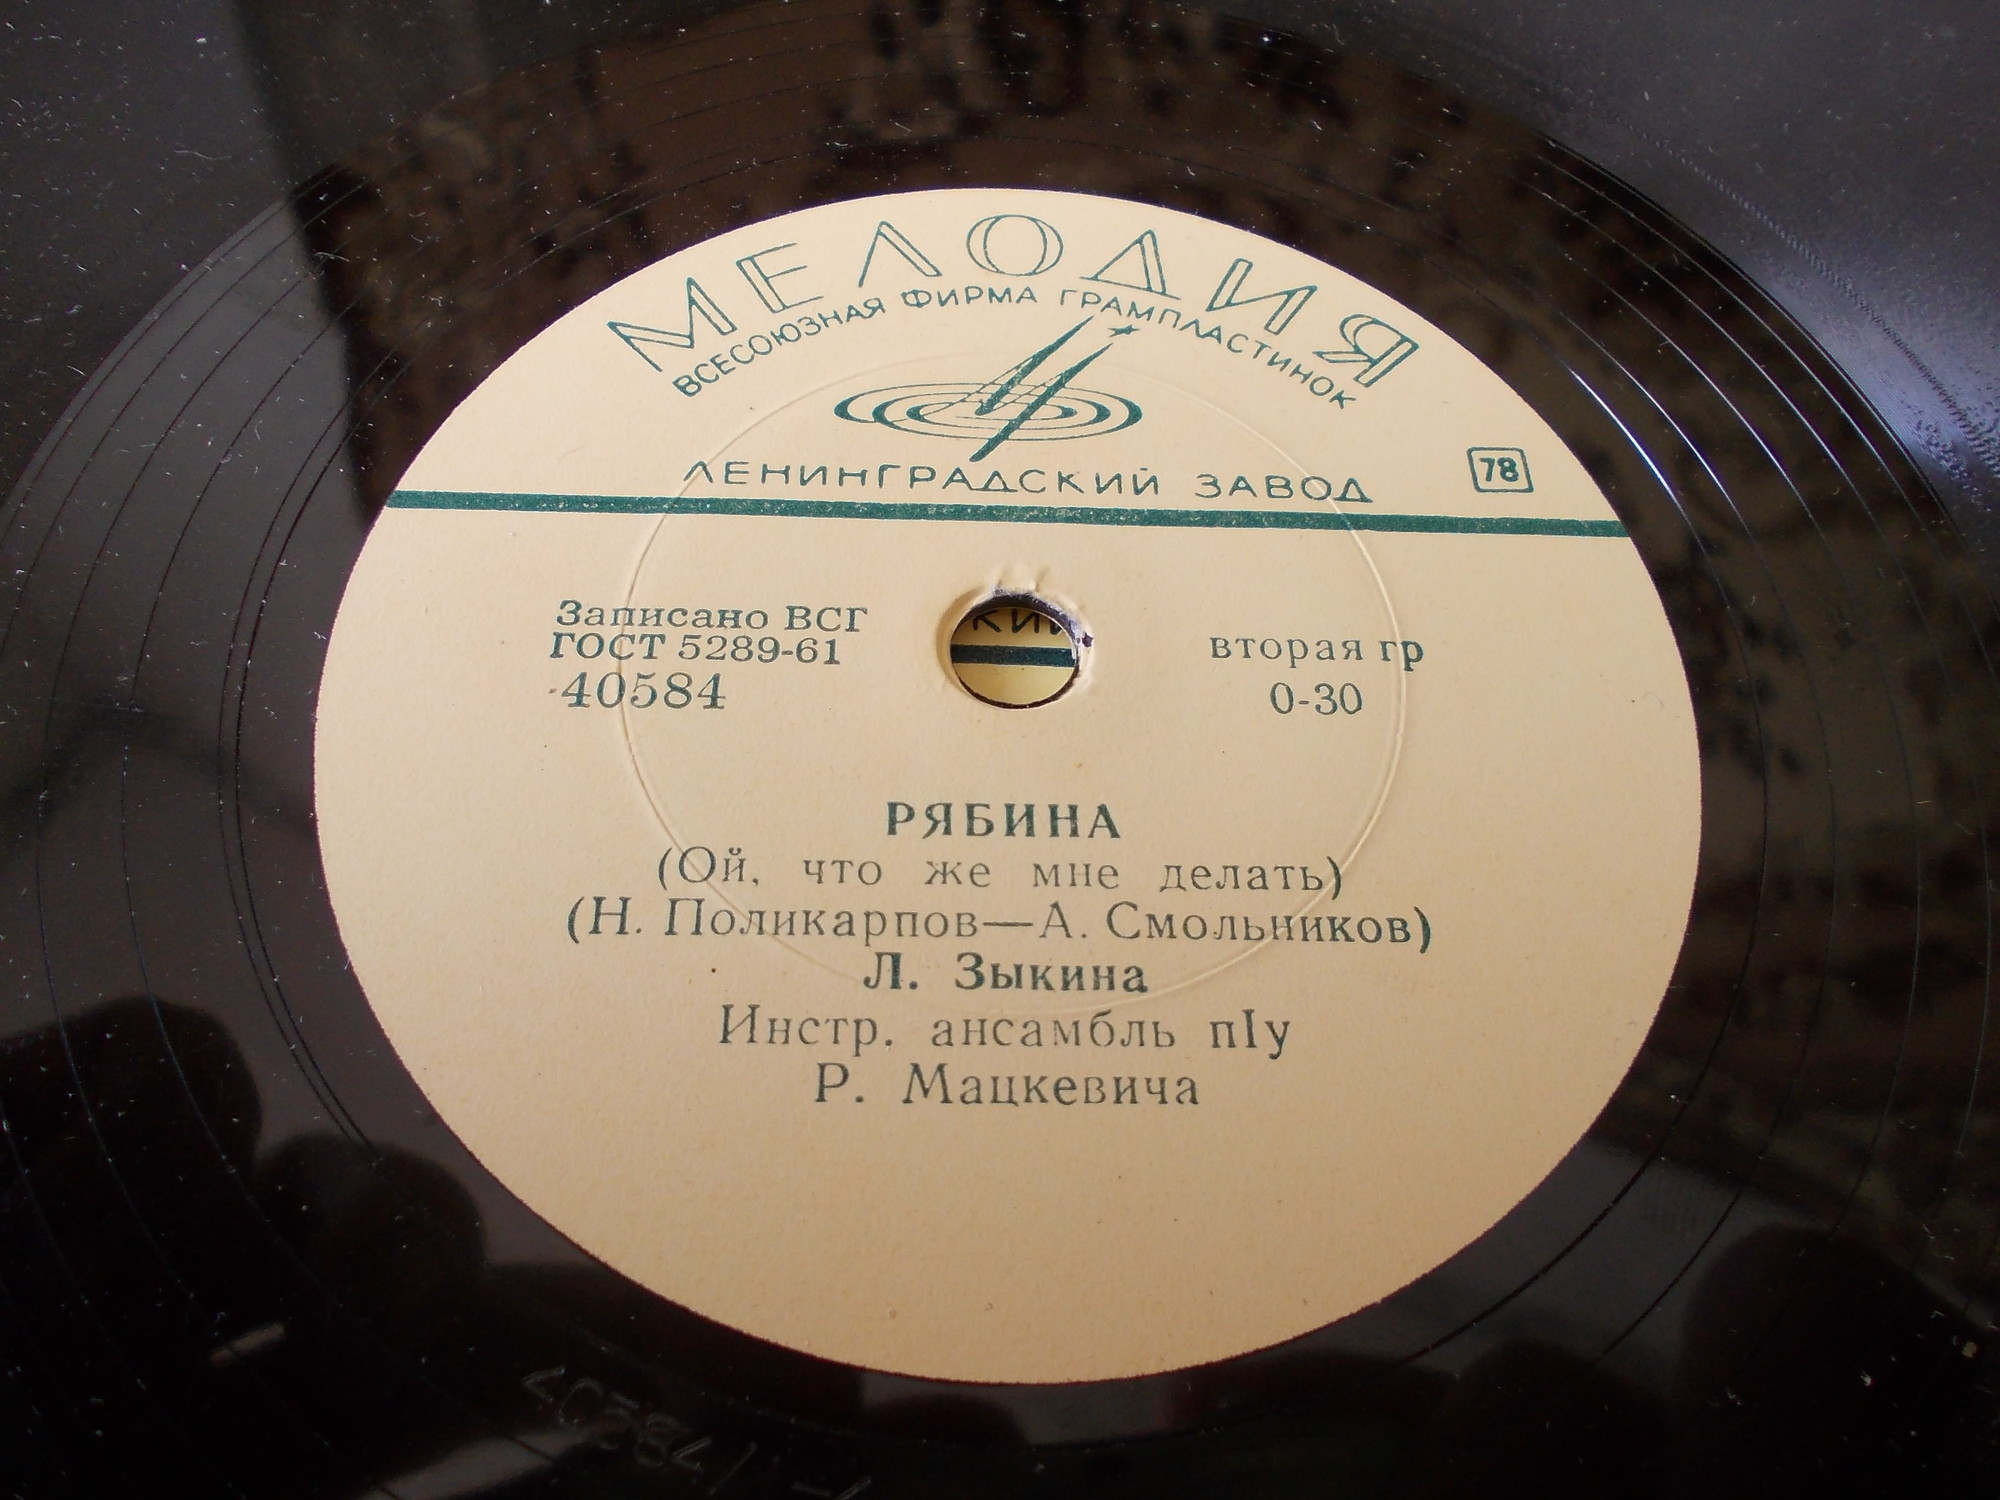 МЕЛОДИЯ
ВСЕСОЮЗНАЯ ФИРМА ГРАМПЛАСТИНОК
ЛЕНИНГРАДСКИЙ ЗАВОД
78
Записано ВСГ
ГОСТ 5289-61
40584
вторая гр
0-30
РЯБИНА
(Ой, что же мне делать)
(Н. Поликарпов—А. Смольников)
Л. Зыкина
Инстр. ансамбль пIу
Р. Мацкевича